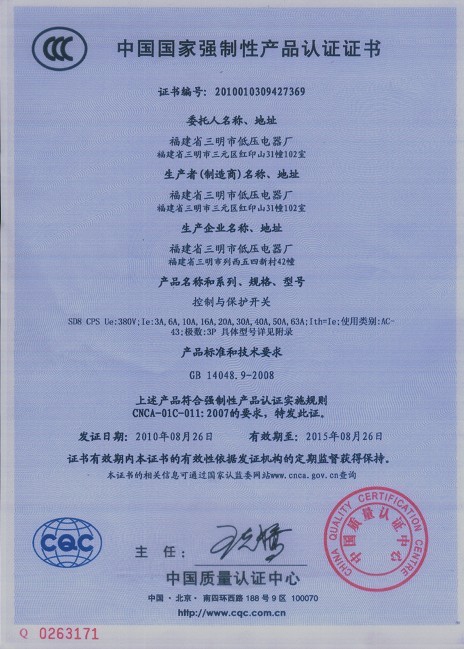 CCC
中国国家强制性产品认证证书
证书编号: 2010010309427369
委托人名称、地址
福建省三明市低压电器厂
福建省三明市三元区红印山31幢102室
生产者(制造商)名称、地址
福建省三明市低压电器厂
福建省三明市三元区红印山31幢102室
生产企业名称、地址
福建省三明市低压电器厂
福建省三明市列西五四新村42幢
产品名称和系列、规格、型号
控制与保护开关
SD8 CPS Ue:380V;Ie:3A,6A,10A,16A,20A,30A,40A,50A,63A;Ith=Ie;使用类别:AC-
43;极数:3P 具体型号详见附录
产品标准和技术要求
GB 14048.9-2008
上述产品符合强制性产品认证实施规则
CNCA-01C-011:2007的要求，特发此证。
发证日期: 2010年08月26日 有效期至: 2015年08月26日
证书有效期内本证书的有效性依据发证机构的定期监督获得保持。
本证书的相关信息可通过国家认监委网站www.cnca.gov.cn查询
CQC
主任:
CHINA QUALITY CERTIFICATION CENTRE
中国质量认证中心
中国质量认证中心
中国·北京·南四环西路188号9区 100070
http://www.cqc.com.cn
Q 0263171